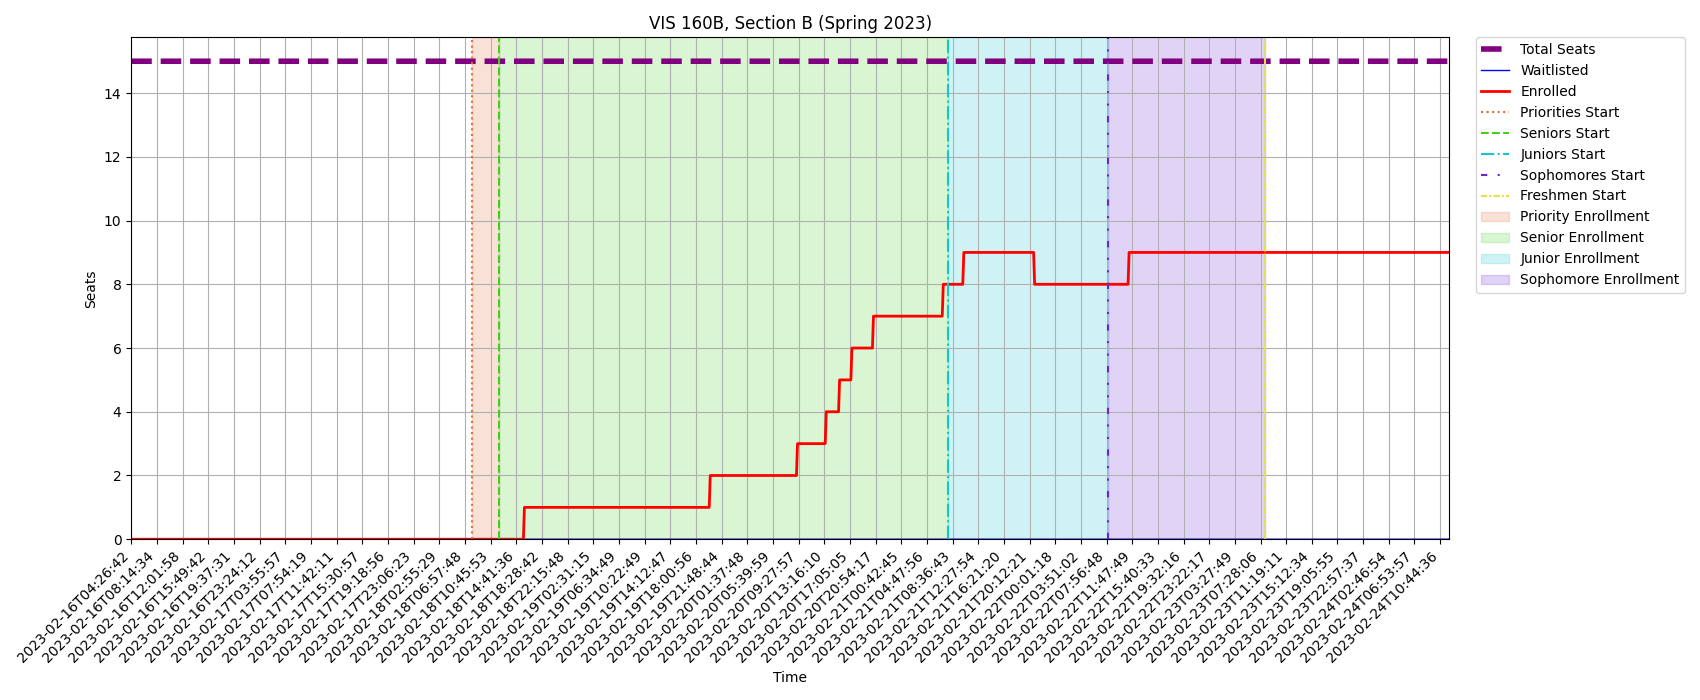 VIS 160B, Section B (Spring 2023)
Seats
14
12
10
8
6
4
2
0
2023-02-16T04:26:42
2023-02-16T08:14:34
2023-02-16T12:01:58
2023-02-16T15:49:42
2023-02-16T19:37:31
2023-02-16T23:24:12
2023-02-17T03:55:57
2023-02-17T07:54:19
2023-02-17T11:42:11
2023-02-17T15:30:57
2023-02-17T19:18:56
2023-02-17T23:06:23
2023-02-18T02:55:29
2023-02-18T06:57:48
2023-02-18T10:45:53
2023-02-18T14:41:36
2023-02-18T18:28:42
2023-02-18T22:15:48
2023-02-19T02:31:15
2023-02-19T06:34:49
2023-02-19T10:22:49
2023-02-19T14:12:47
2023-02-19T18:00:56
2023-02-19T21:48:44
2023-02-20T01:37:48
2023-02-20T05:39:59
2023-02-20T09:27:57
2023-02-20T13:16:10
2023-02-20T17:05:05
2023-02-20T20:54:17
2023-02-21T00:42:45
2023-02-21T04:47:56
2023-02-21T08:36:43
2023-02-21T12:27:54
2023-02-21T16:21:20
2023-02-21T20:12:21
2023-02-22T00:01:18
2023-02-22T03:51:02
2023-02-22T07:56:48
2023-02-22T11:47:49
2023-02-22T15:40:33
2023-02-22T19:32:16
2023-02-22T23:22:17
2023-02-23T03:27:49
2023-02-23T07:28:06
2023-02-23T11:19:11
2023-02-23T15:12:34
2023-02-23T19:05:55
2023-02-23T22:57:37
2023-02-24T02:46:54
2023-02-24T06:53:57
2023-02-24T10:44:36
Time
Total Seats
Waitlisted
Enrolled
Priorities Start
Seniors Start
Juniors Start
Sophomores Start
Freshmen Start
Priority Enrollment
Senior Enrollment
Junior Enrollment
Sophomore Enrollment